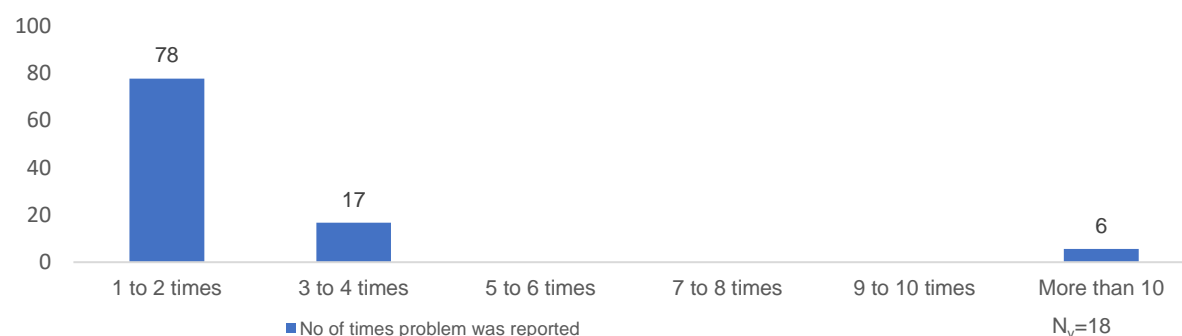 100
80
60
40
20
0
78
17
6
1 to 2 times
3 to 4 times
5 to 6 times
7 to 8 times
9 to 10 times
More than 10
No of times problem was reported
Nv=18